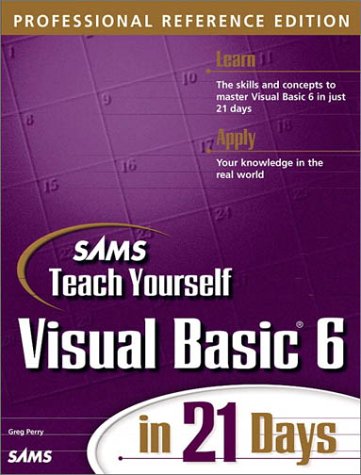 PROFESSIONAL REFERENCE EDITION
Learn
The skills and concepts to
master Visual Basic 6 in just
21 days
Apply
Your knowledge in the
real world
SAMS
Teach Yourself
Visual Basic® 6
in 21 Days
Greg Perry
SAMS